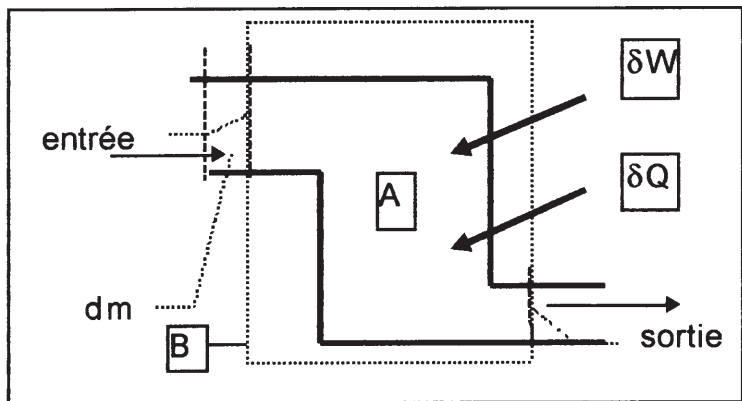 δW
entrée
δQ
A
dm
B
sortie